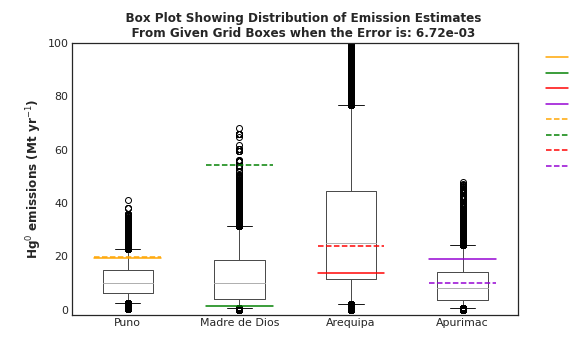 Box Plot Showing Distribution of Emission Estimates
From Given Grid Boxes when the Error is: 6.72e-03
Hg⁰ emissions (Mt yr⁻¹)
100
80
60
40
20
0
Puno Madre de Dios Arequipa Apurimac